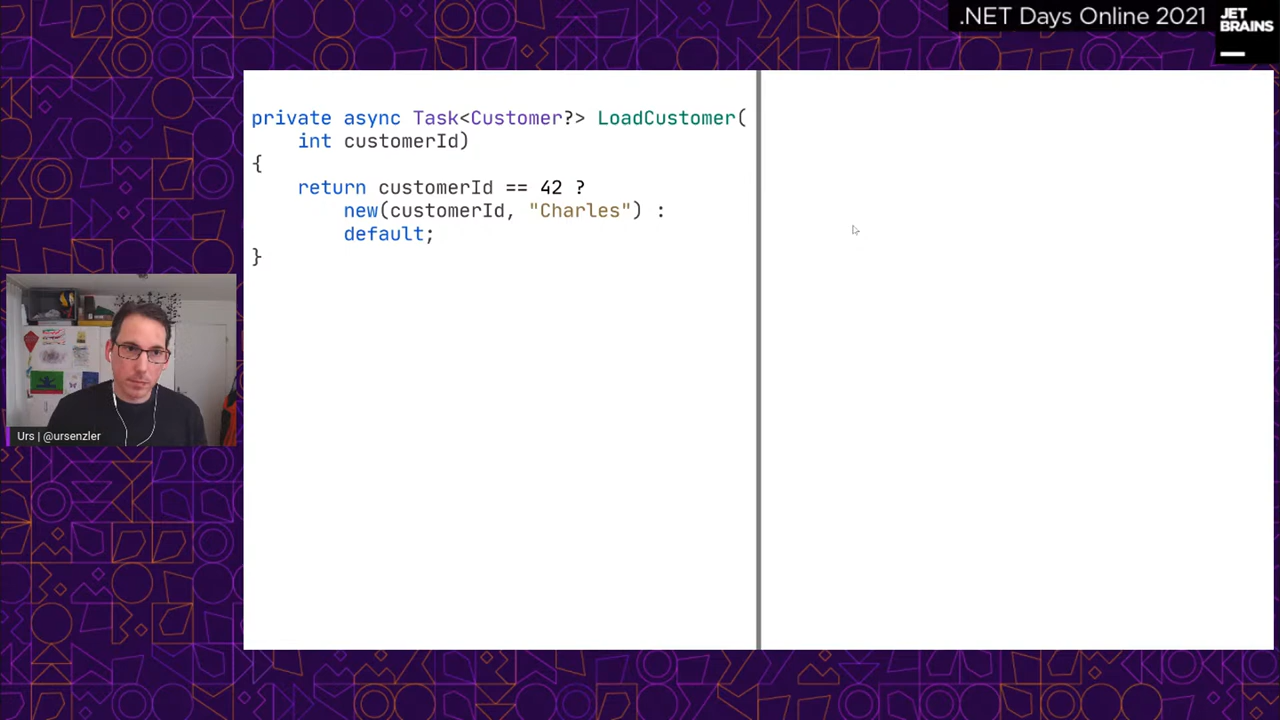 .NET Days Online 2021
JET
BRAINS
private async Task<Customer?> LoadCustomer(
int customerId)
{
return customerId == 42 ?
new(customerId, "Charles") :
default;
}
Urs | @ursenzler